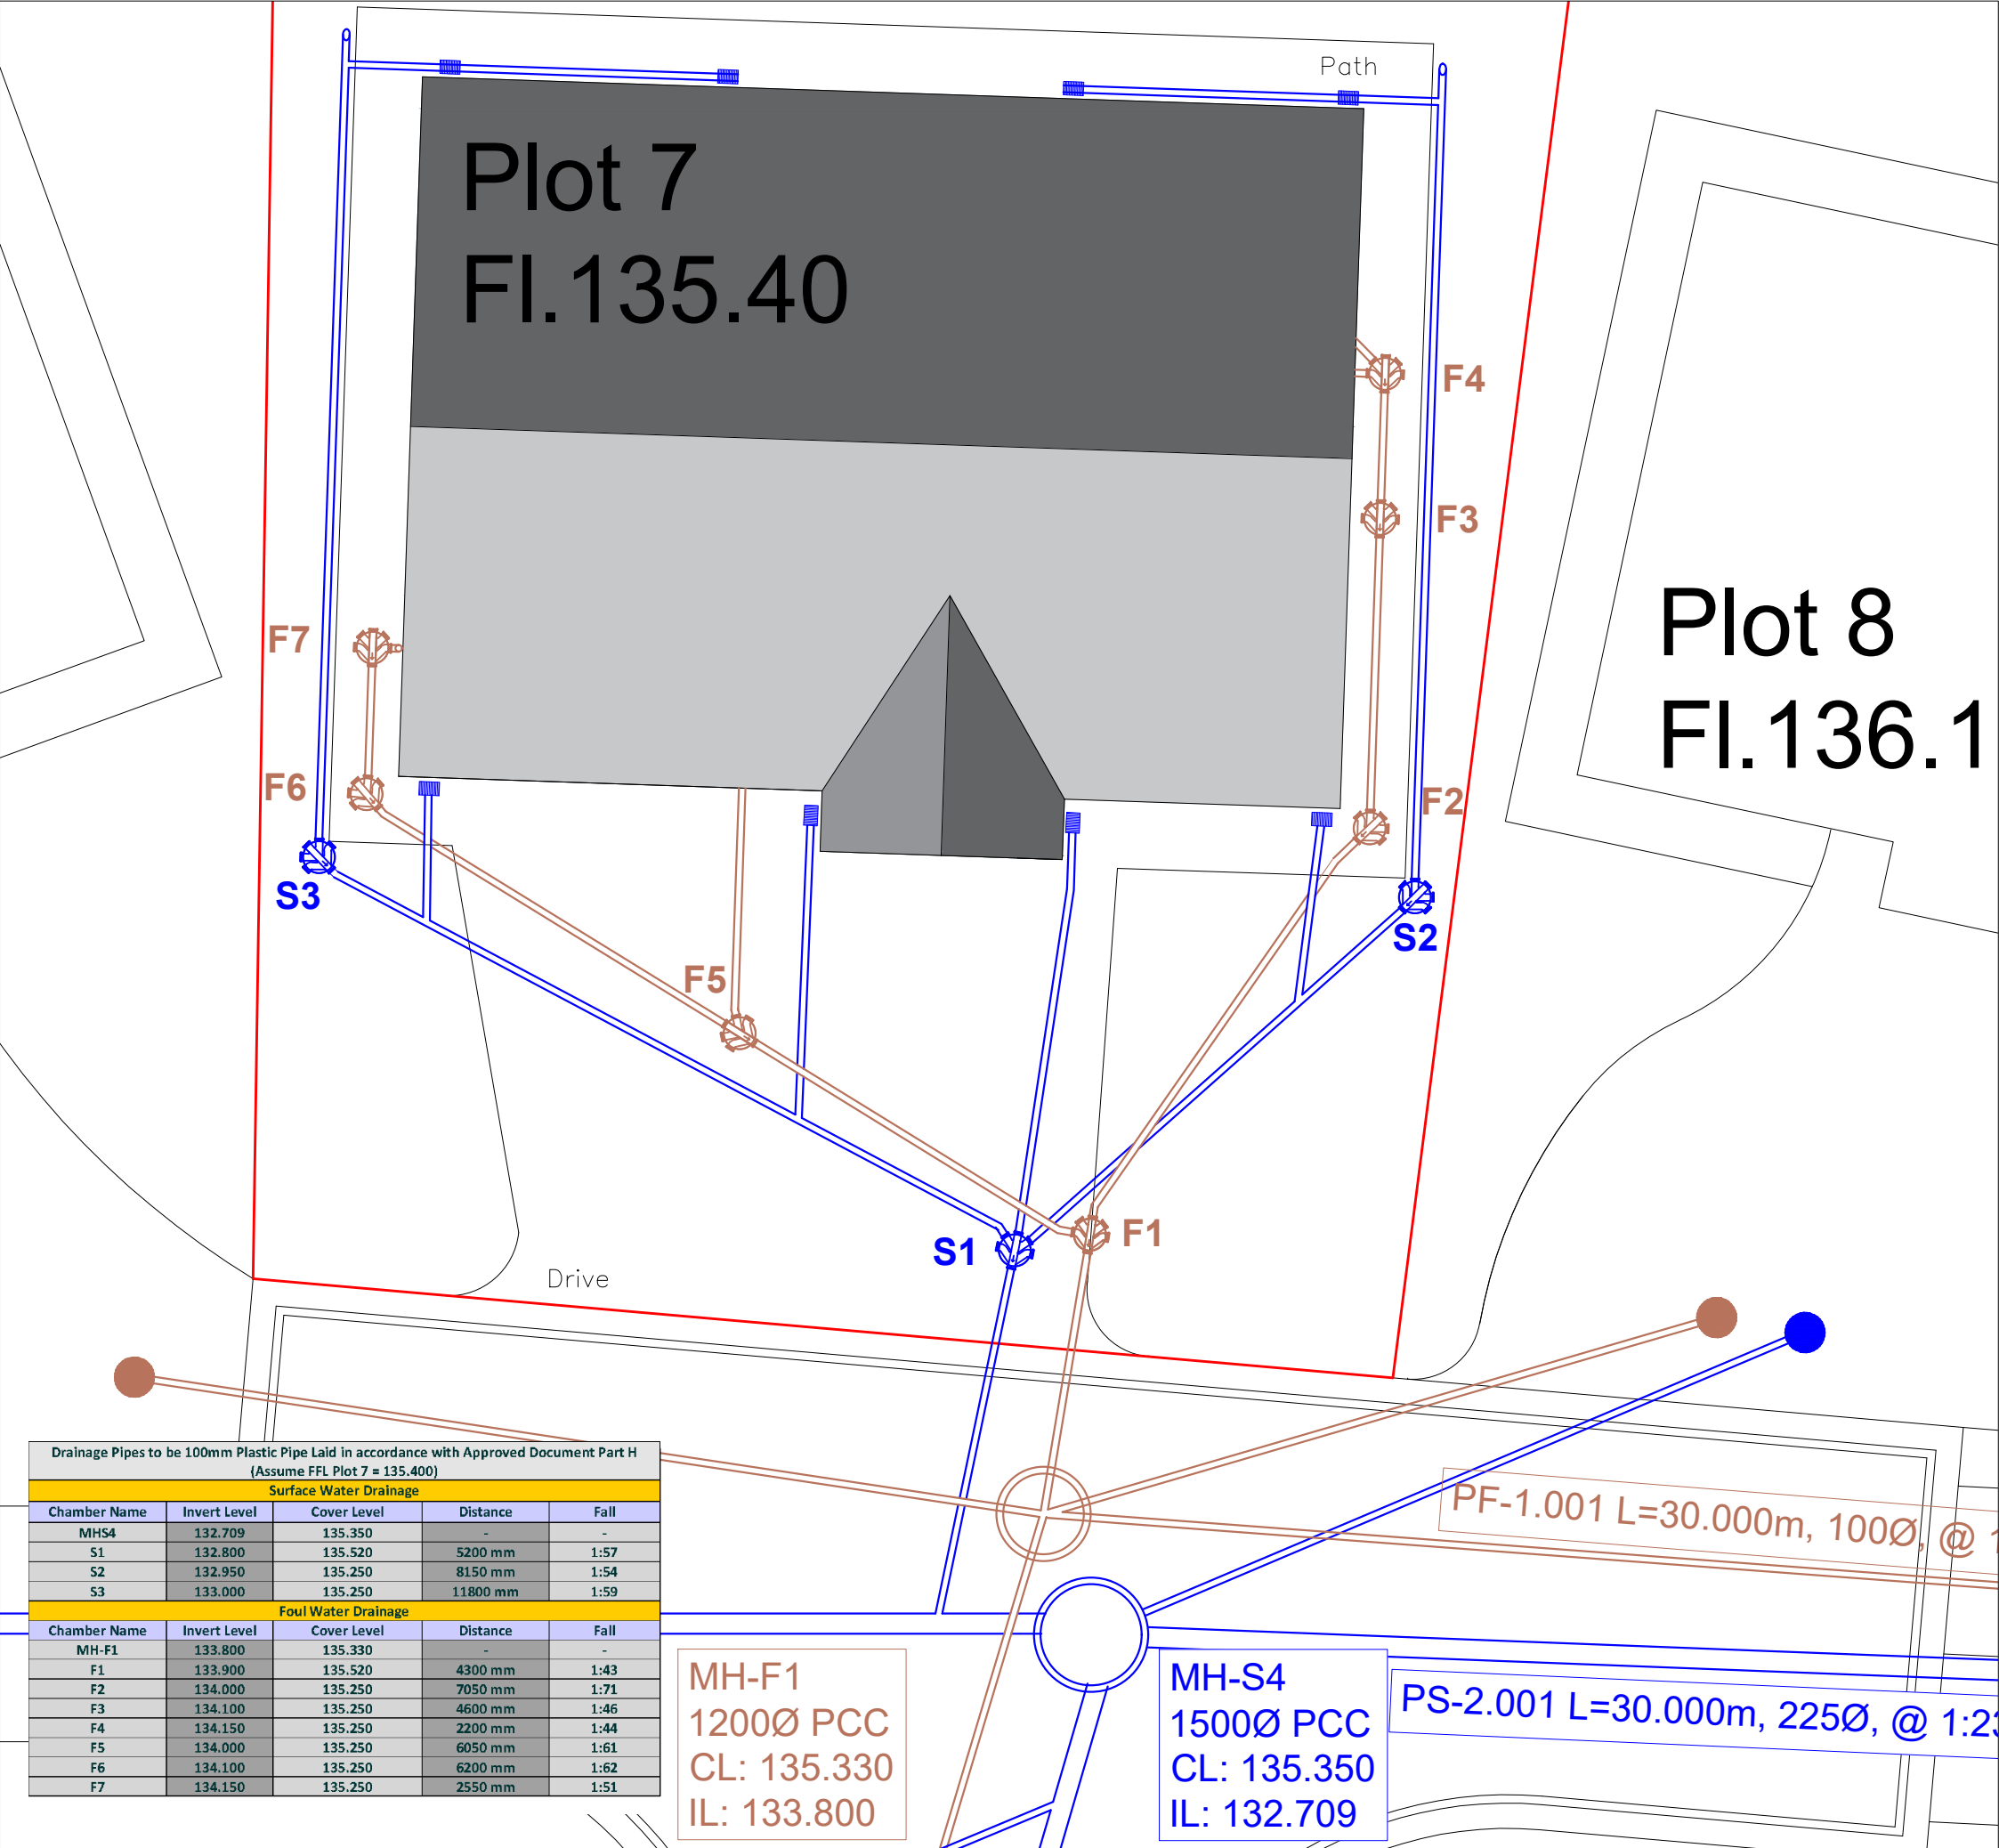 Path
Plot 7
Fl.135.40
F4
F3
Plot 8
Fl.136.1
F7
F6
F2
S3
S2
F5
F1
S1
Drive
Drainage Pipes to be 100mm Plastic Pipe Laid in accordance with Approved Document Part H
(Assume FFL Plot 7 = 135.400)
Surface Water Drainage
Chamber Name Invert Level Cover Level Distance Fall
MHS4 132.709 135.350 - -
S1 132.800 135.520 5200 mm 1:57
S2 132.950 135.250 8150 mm 1:54
S3 133.000 135.250 11800 mm 1:59
Foul Water Drainage
Chamber Name Invert Level Cover Level Distance Fall
MH-F1 133.800 135.330 - -
F1 133.900 135.520 4300 mm 1:43
F2 134.000 135.250 7050 mm 1:71
F3 134.100 135.250 4600 mm 1:46
F4 134.150 135.250 2200 mm 1:44
F5 134.000 135.250 6050 mm 1:61
F6 134.100 135.250 6200 mm 1:62
F7 134.150 135.250 2550 mm 1:51
PF-1.001 L=30.000m, 100Ø, @ 1
MH-F1
1200Ø PCC
CL: 135.330
IL: 133.800
MH-S4
1500Ø PCC
CL: 135.350
IL: 132.709
PS-2.001 L=30.000m, 225Ø, @ 1:23